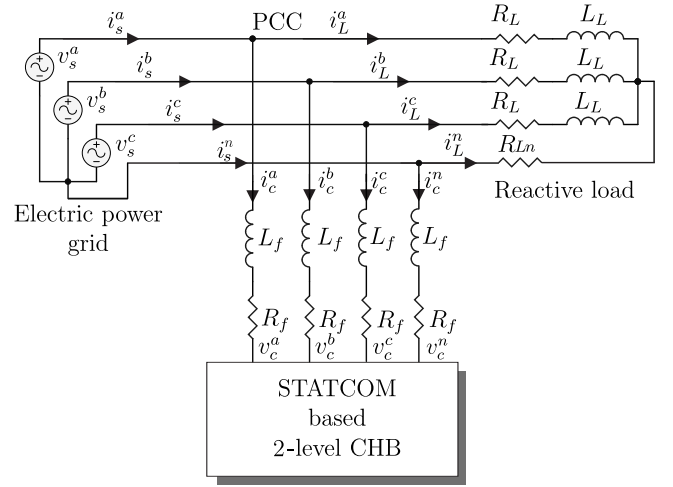 i_s^a PCC i_L^a R_L L_L
v_s^a i_s^b i_L^b R_L L_L
v_s^b i_s^c i_L^c R_L L_L
v_s^c i_s^n i_L^n R_{Ln}
i_c^a i_c^b i_c^c i_c^n Reactive load
Electric power
grid
L_f L_f L_f L_f
R_f R_f R_f R_f
v_c^a v_c^b v_c^c v_c^n
STATCOM
based
2-level CHB